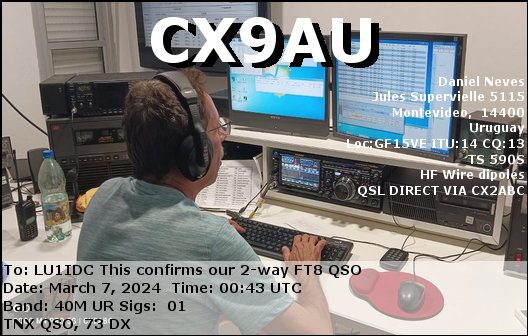 CX9AU
Daniel Neves
Jules Supervielle 5115
Montevideo, 14400
Uruguay
Loc:GF15VE ITU:14 CQ:13
TS 590S
HF Wire dipoles
QSL DIRECT VIA CX2ABC
To: LU1IDC This confirms our 2-way FT8 QSO
Date: March 7, 2024 Time: 00:43 UTC
Band: 40M UR Sigs: 01
TNX QSO, 73 DX